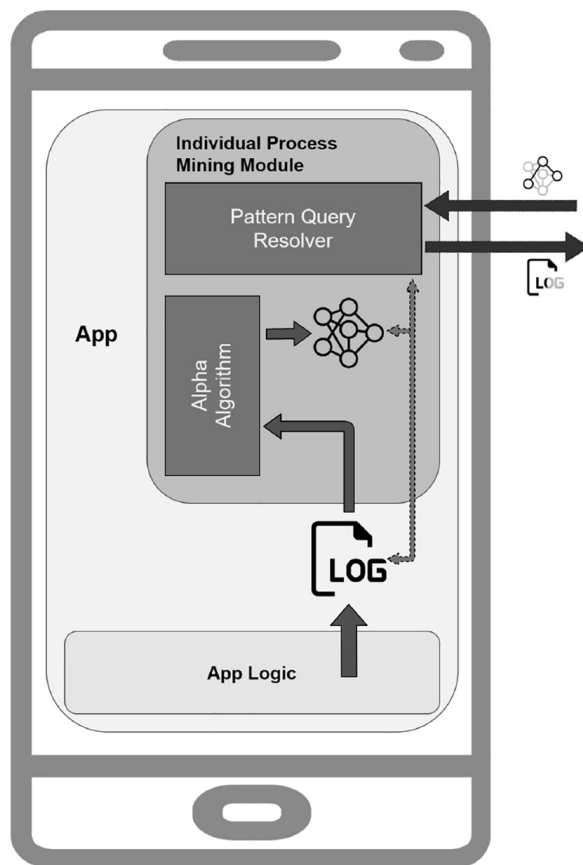 Individual Process
Mining Module
Pattern Query
Resolver
LOG
App
Alpha
Algorithm
LOG
App Logic